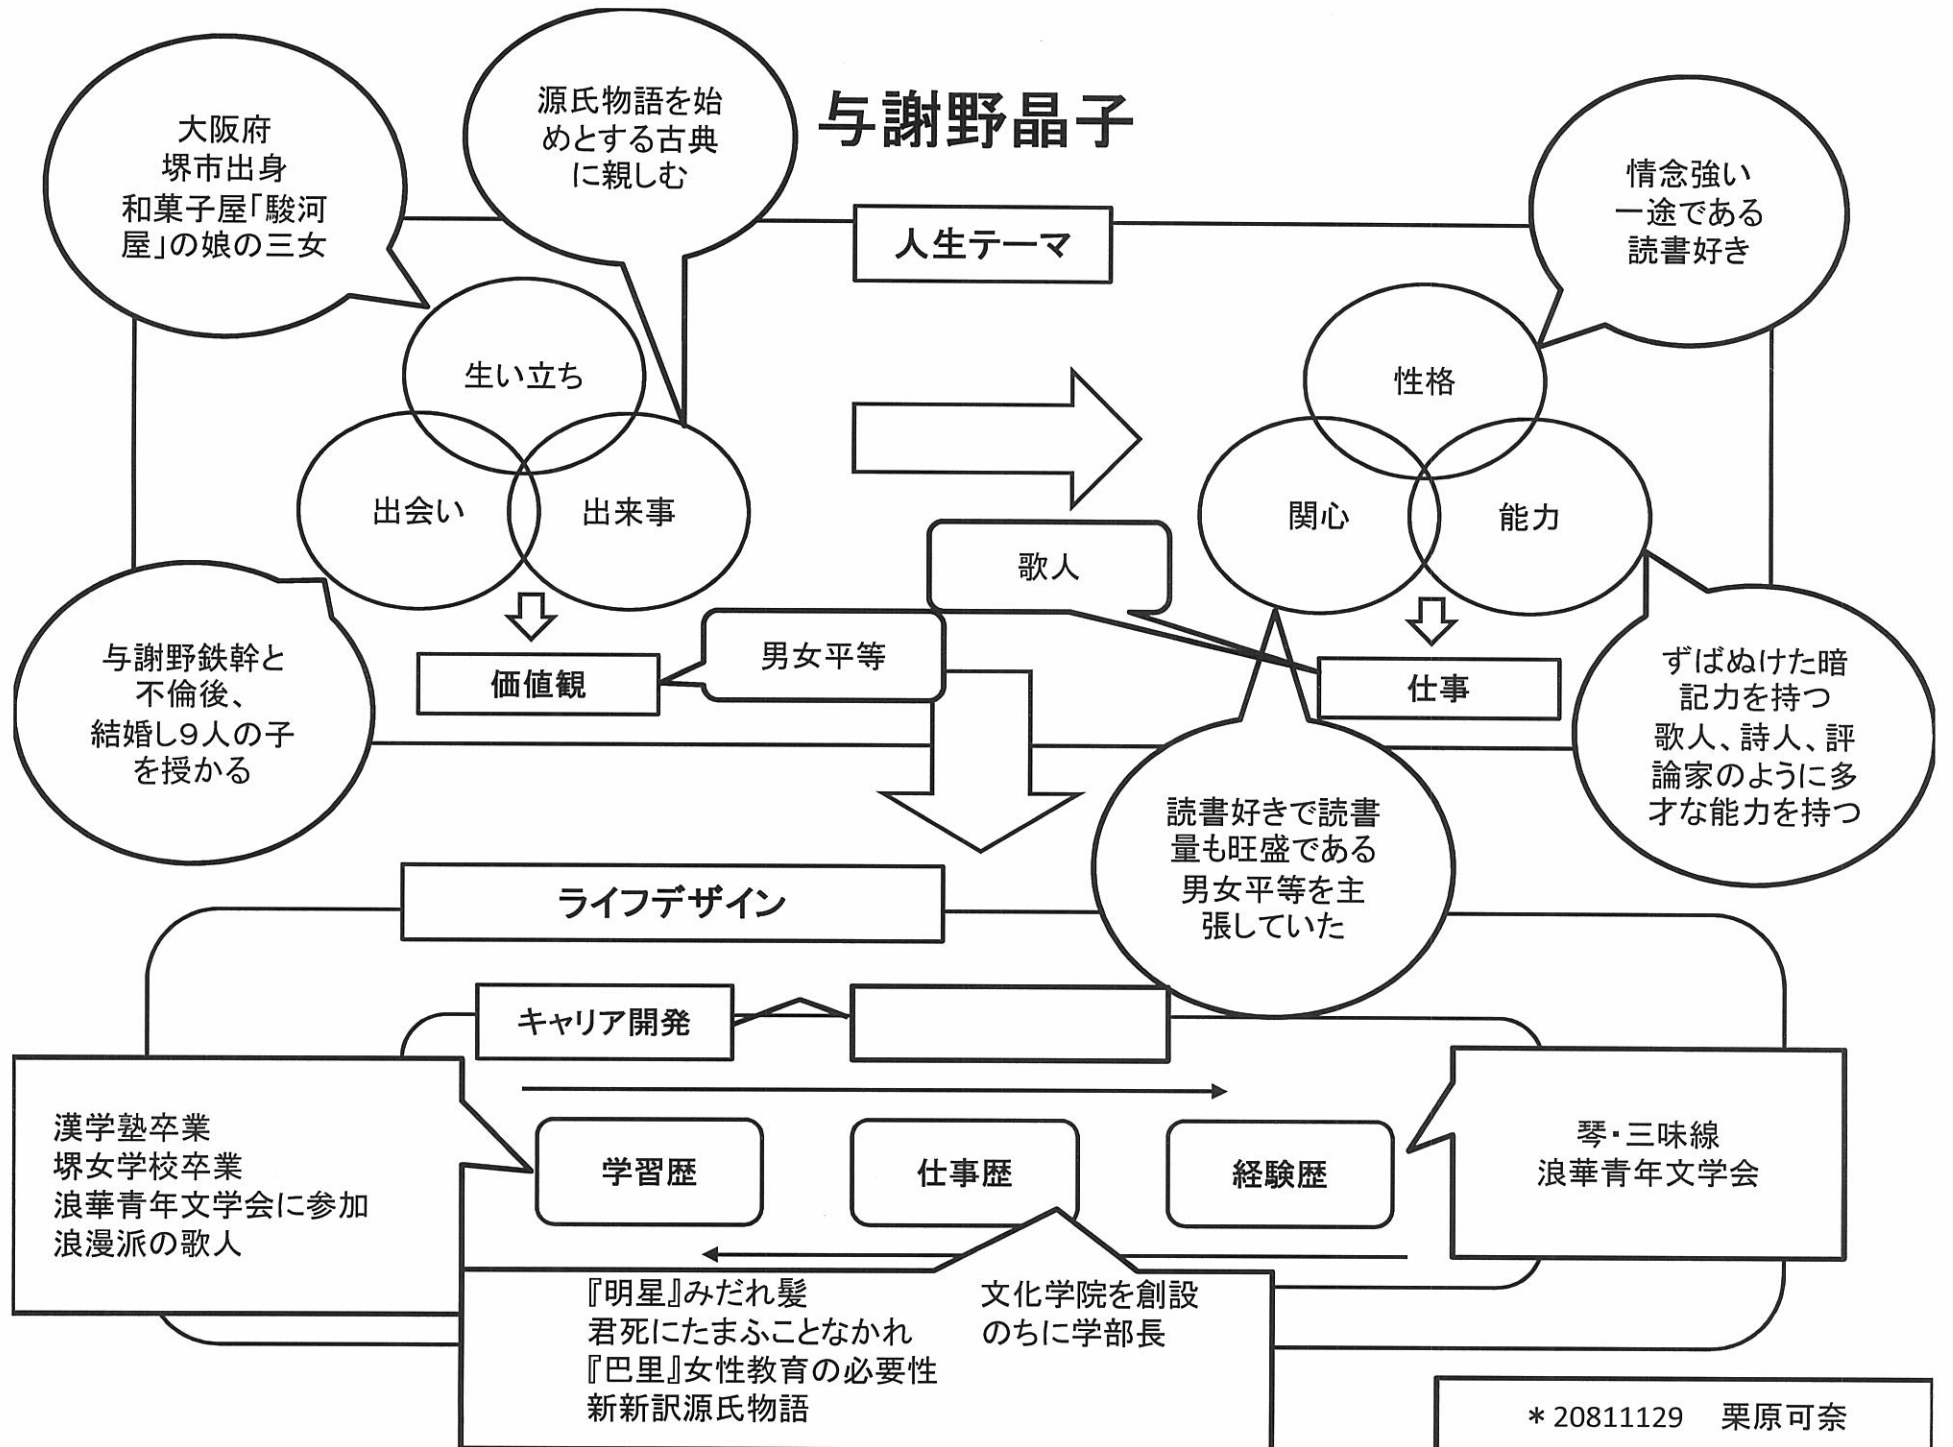 与謝野晶子
大阪府
堺市出身
和菓子屋「駿河
屋」の娘の三女
源氏物語を始
めとする古典
に親しむ
人生テーマ
情念強い
一途である
読書好き
生い立ち
出会い
出来事
性格
関心
能力
歌人
男女平等
価値観
仕事
与謝野鉄幹と
不倫後、
結婚し9人の子
を授かる
ずばぬけた暗
記力を持つ
歌人、詩人、評
論家のように多
才な能力を持つ
読書好きで読書
量も旺盛である
男女平等を主
張していた
ライフデザイン
キャリア開発
漢学塾卒業
堺女学校卒業
浪華青年文学会に参加
浪漫派の歌人
学習歴
仕事歴
経験歴
琴・三味線
浪華青年文学会
『明星』みだれ髪
君死にたまふことなかれ
『巴里』女性教育の必要性
新新訳源氏物語
文化学院を創設
のちに学部長
＊20811129 栗原可奈